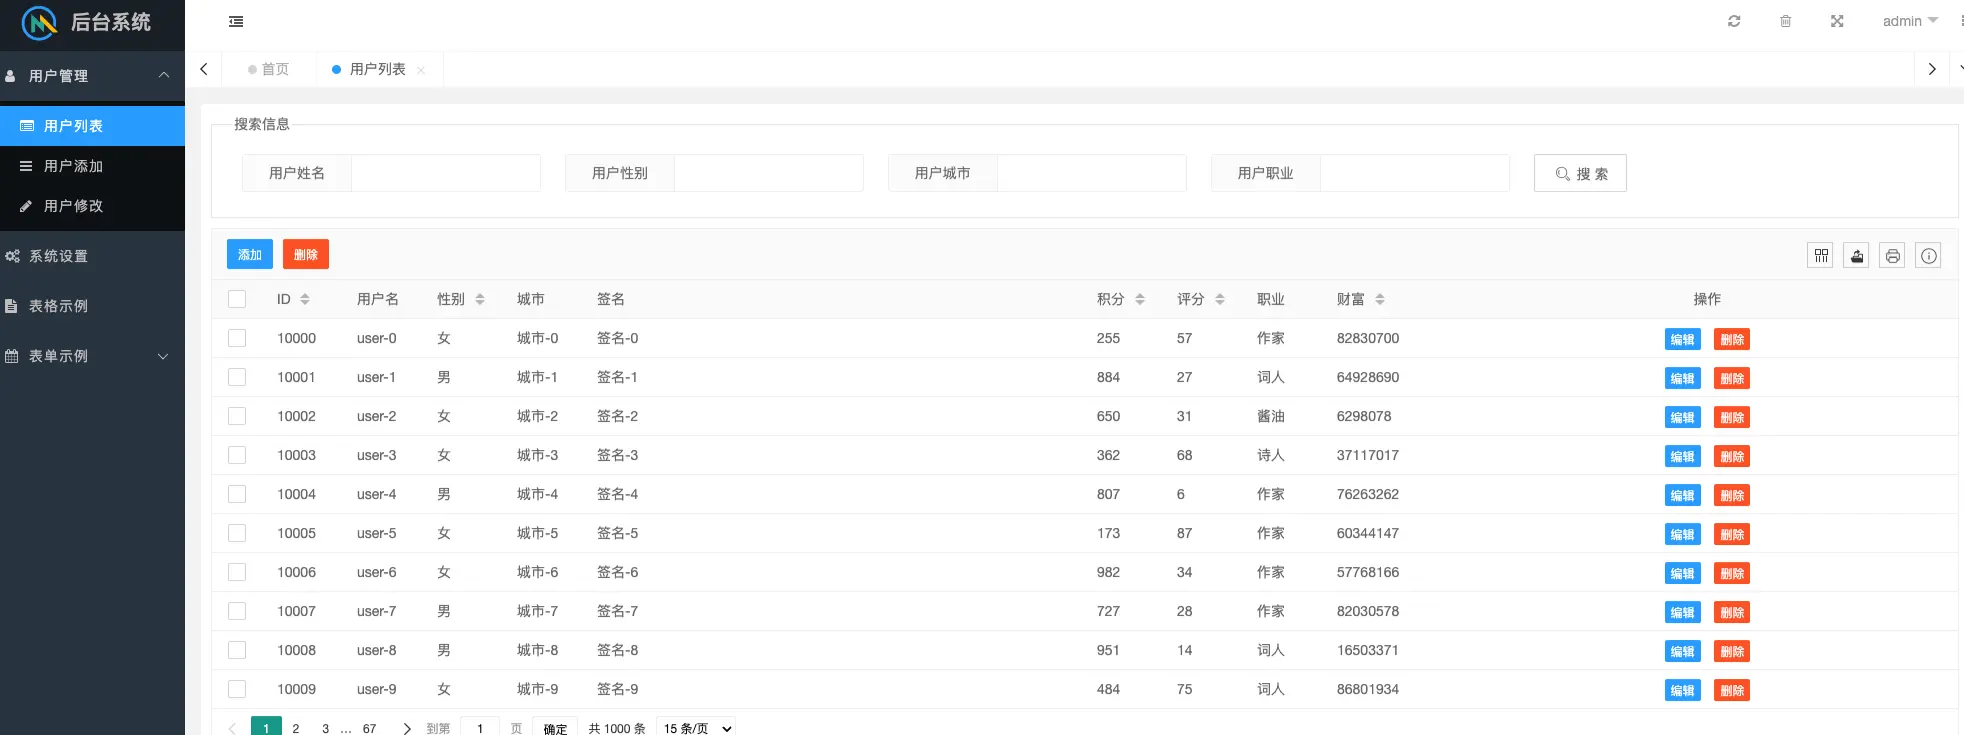 后台系统
admin
用户管理
首页 用户列表
用户列表
用户添加
用户修改
系统设置
表格示例
表单示例
搜索信息
用户姓名 用户性别 用户城市 用户职业 搜 索
添加 删除
ID 用户名 性别 城市 签名 积分 评分 职业 财富 操作
10000 user-0 女 城市-0 签名-0 255 57 作家 82830700 编辑 删除
10001 user-1 男 城市-1 签名-1 884 27 词人 64928690 编辑 删除
10002 user-2 女 城市-2 签名-2 650 31 酱油 6298078 编辑 删除
10003 user-3 女 城市-3 签名-3 362 68 诗人 37117017 编辑 删除
10004 user-4 男 城市-4 签名-4 807 6 作家 76263262 编辑 删除
10005 user-5 女 城市-5 签名-5 173 87 作家 60344147 编辑 删除
10006 user-6 女 城市-6 签名-6 982 34 作家 57768166 编辑 删除
10007 user-7 男 城市-7 签名-7 727 28 作家 82030578 编辑 删除
10008 user-8 男 城市-8 签名-8 951 14 词人 16503371 编辑 删除
10009 user-9 女 城市-9 签名-9 484 75 词人 86801934 编辑 删除
1 2 3 ... 67 到第 1 页 确定 共 1000 条 15 条/页